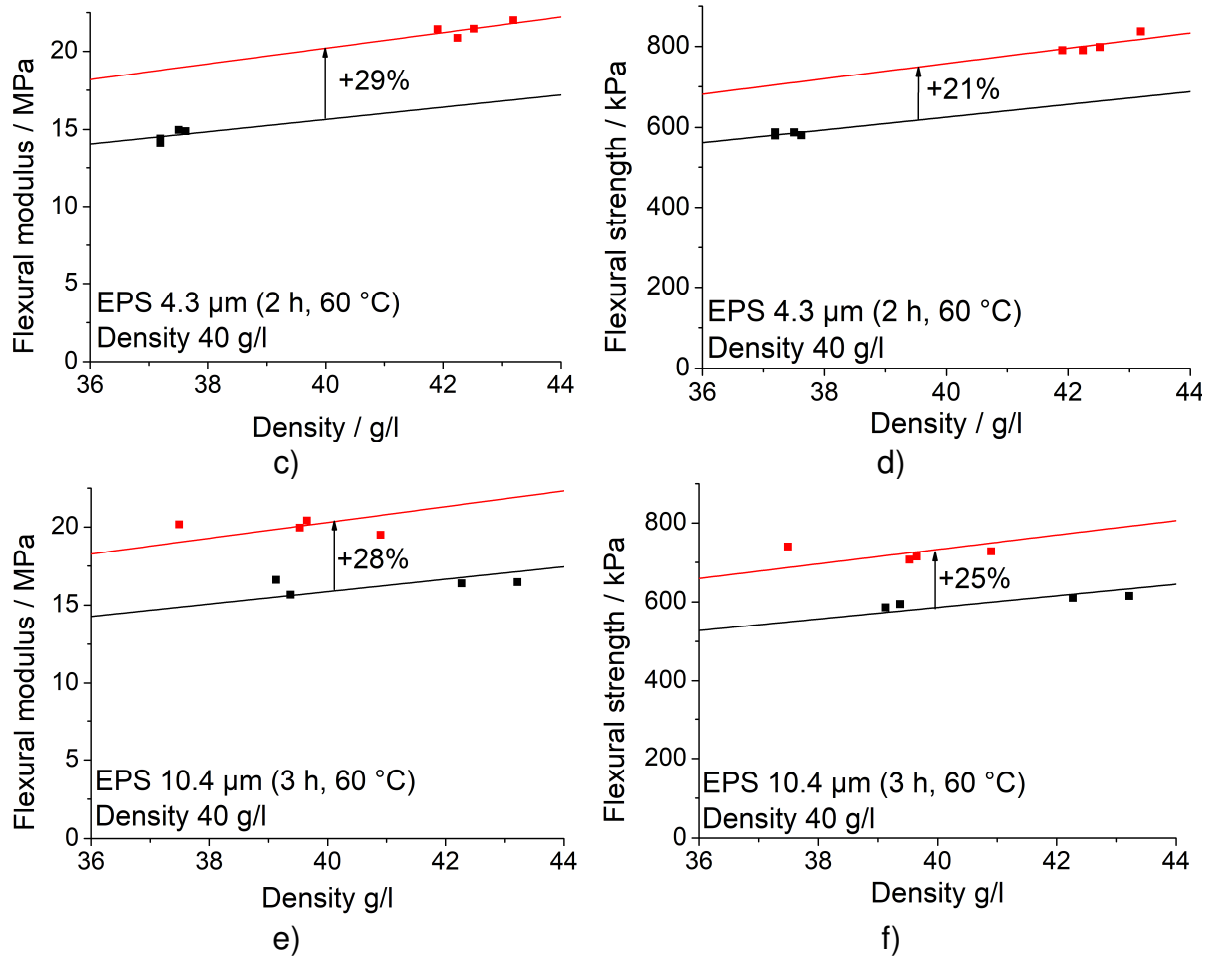 Flexural modulus / MPa
20
15
10
5
0
+29%
EPS 4.3 µm (2 h, 60 °C)
Density 40 g/l
36 38 40 42 44
Density / g/l
c)
Flexural strength / kPa
800
600
400
200
0
+21%
EPS 4.3 µm (2 h, 60 °C)
Density 40 g/l
36 38 40 42 44
Density / g/l
d)
Flexural modulus / MPa
20
15
10
5
0
+28%
EPS 10.4 µm (3 h, 60 °C)
Density 40 g/l
36 38 40 42 44
Density g/l
e)
Flexural strength / kPa
800
600
400
200
0
+25%
EPS 10.4 µm (3 h, 60 °C)
Density 40 g/l
36 38 40 42 44
Density g/l
f)